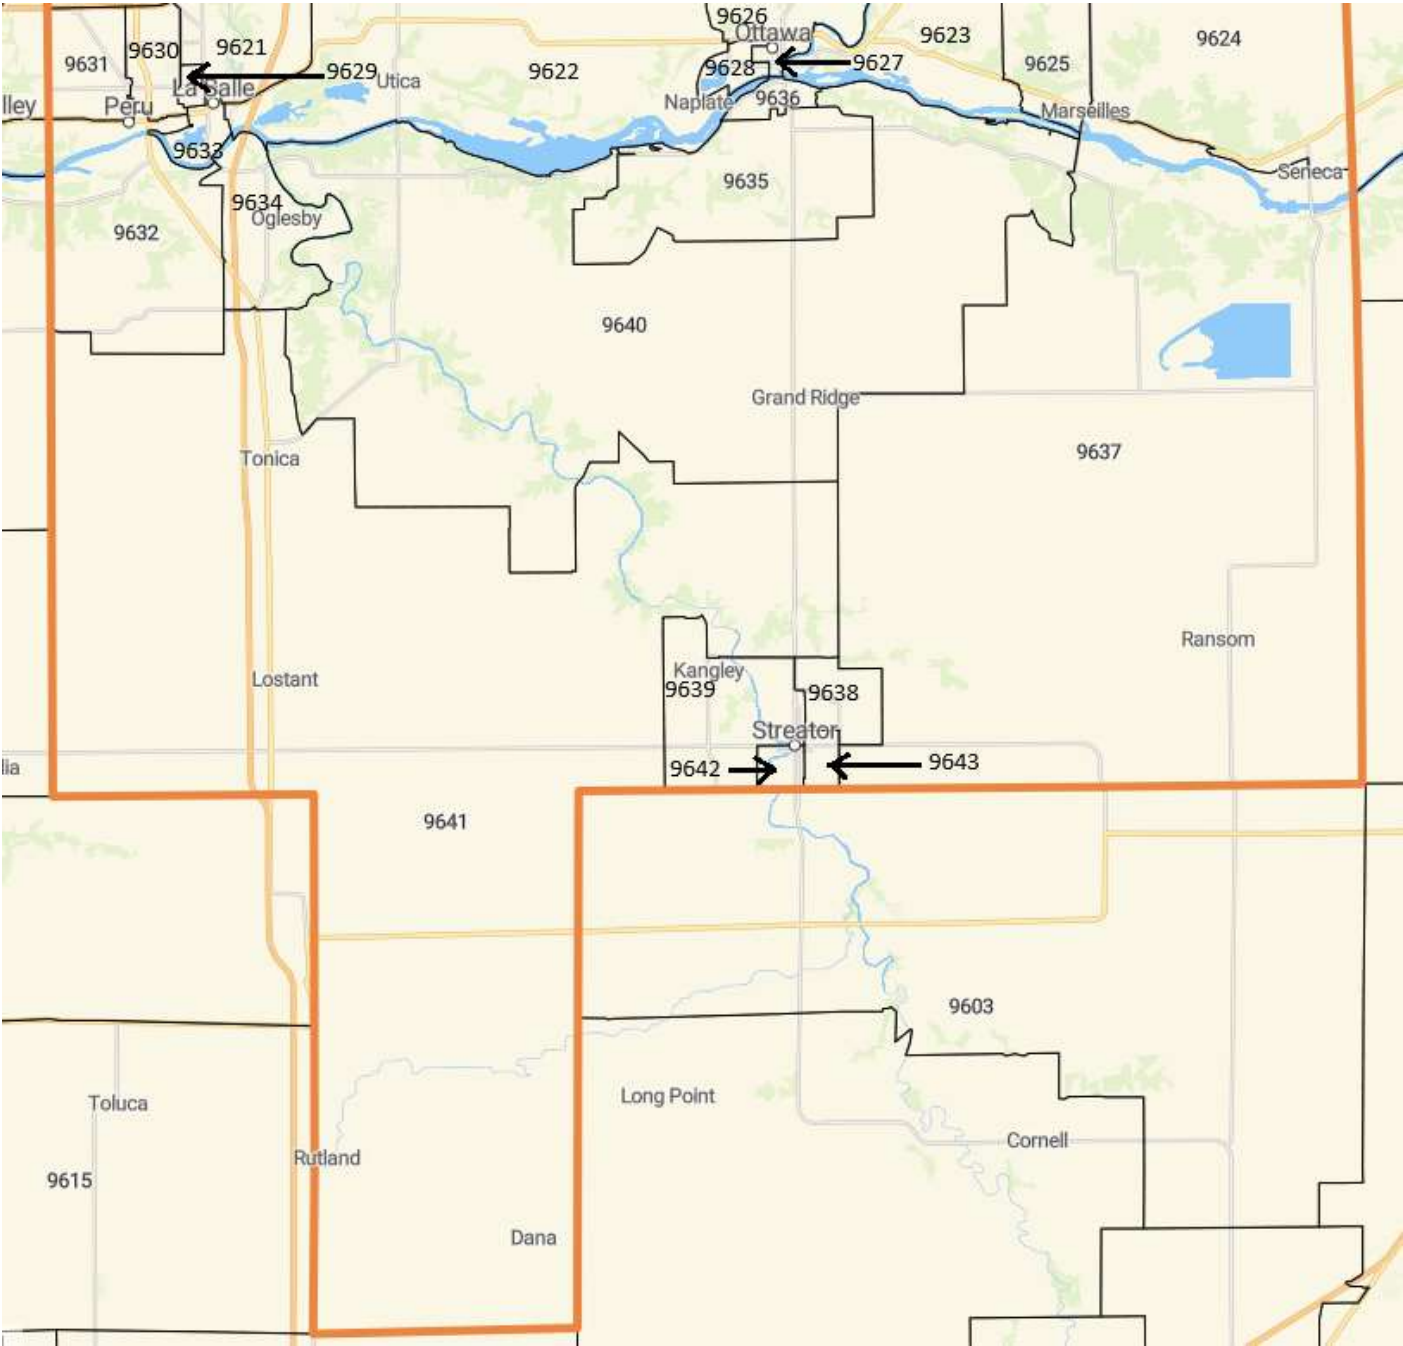 9626
Ottawa
9630
9621
9623
9624
9631
9629
9622
9628
9627
9625
Utica
La Salle
lley
Peru
Naplate
9636
Marseilles
9633
Seneca
9635
9634
Oglesby
9632
9640
Grand Ridge
9637
Tonica
Ransom
Lostant
Kangley
9639
9638
Streator
9642
9643
lia
9641
9603
Long Point
Toluca
Cornell
Rutland
9615
Dana